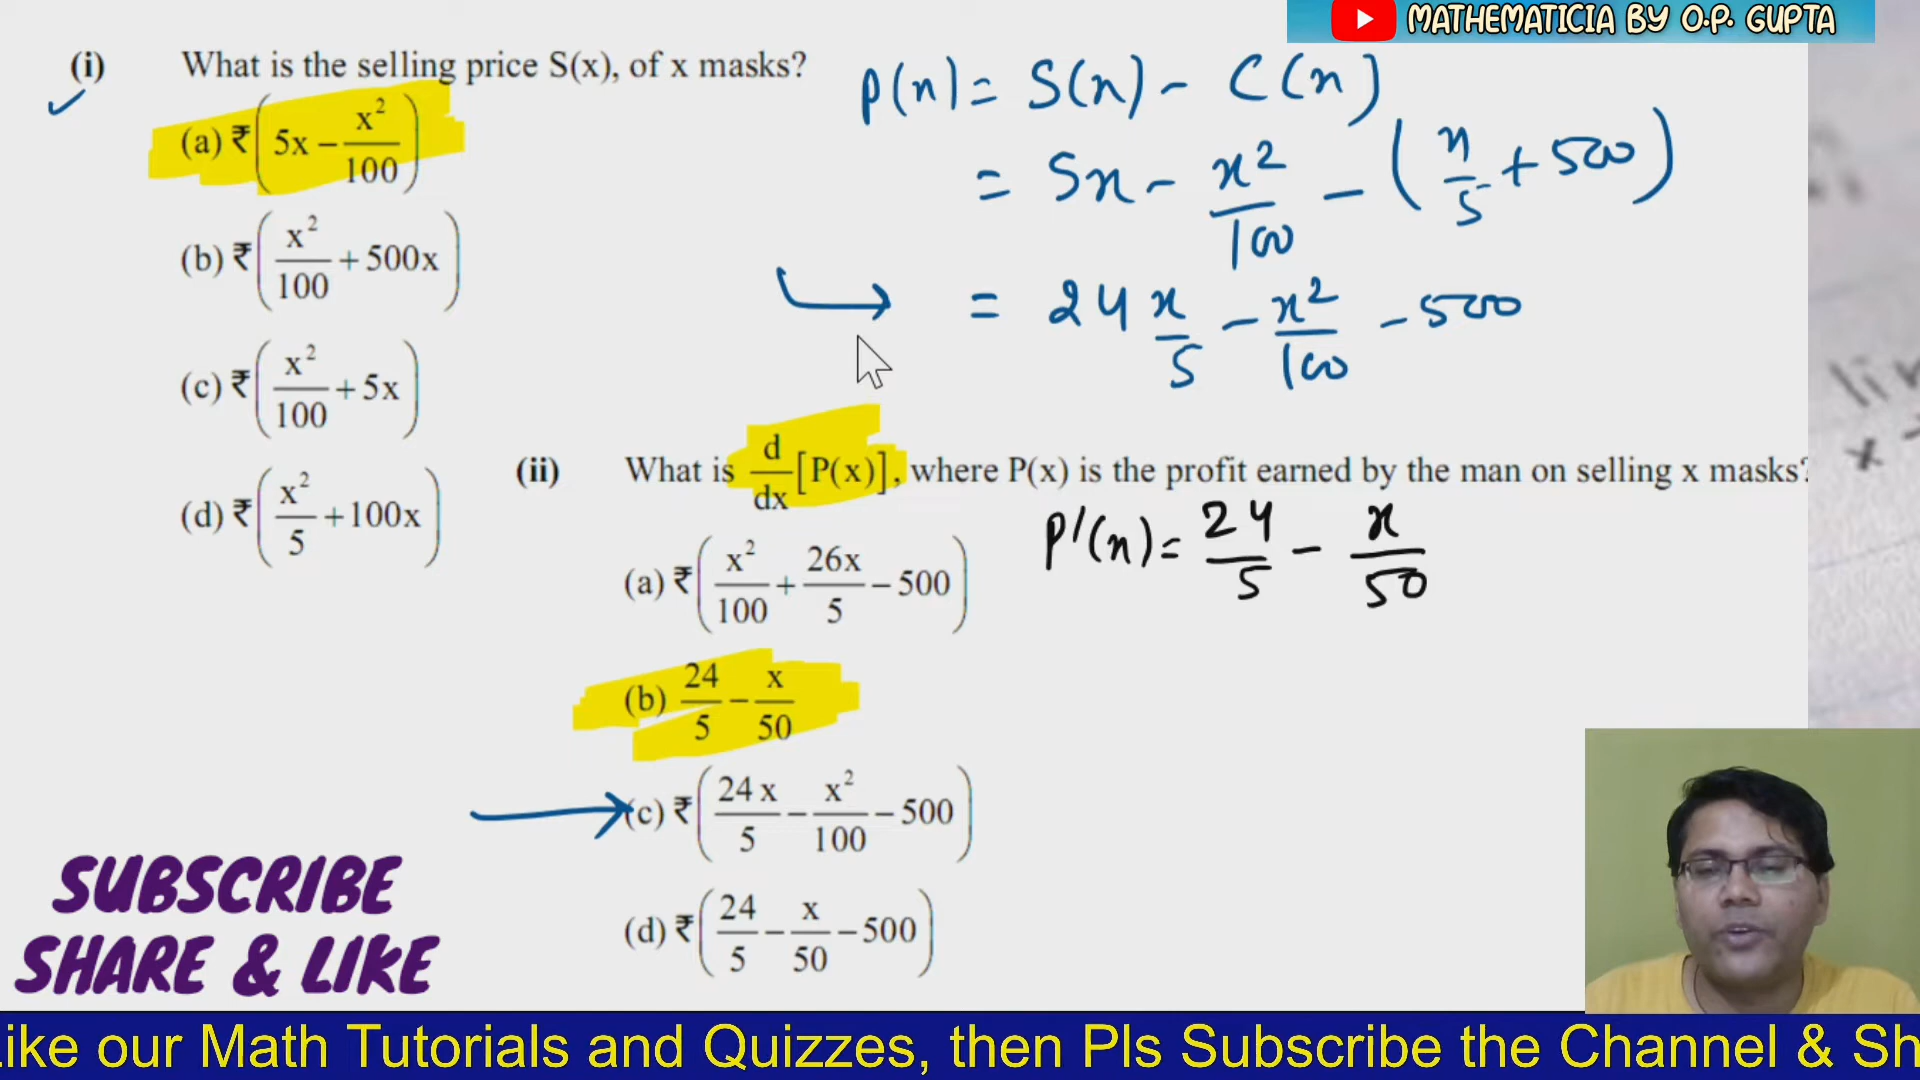 MATHEMATICIA BY O.P. GUPTA
(i) What is the selling price S(x), of x masks?
(a) ₹(5x − x²/100)
(b) ₹(x²/100 + 500x)
(c) ₹(x²/100 + 5x)
(d) ₹(x²/5 + 100x)
P(x) = S(x) − C(x)
= 5x − x²/100 − (x/5 + 500)
= 24x/5 − x²/100 − 500
(ii) What is d/dx [P(x)], where P(x) is the profit earned by the man on selling x masks?
P'(x) = 24/5 − x/50
(a) ₹(x²/100 + 26x/5 − 500)
(b) 24/5 − x/50
(c) ₹(24x/5 − x²/100 − 500)
(d) ₹(24/5 − x/50 − 500)
SUBSCRIBE
SHARE & LIKE
ike our Math Tutorials and Quizzes, then Pls Subscribe the Channel & Sh